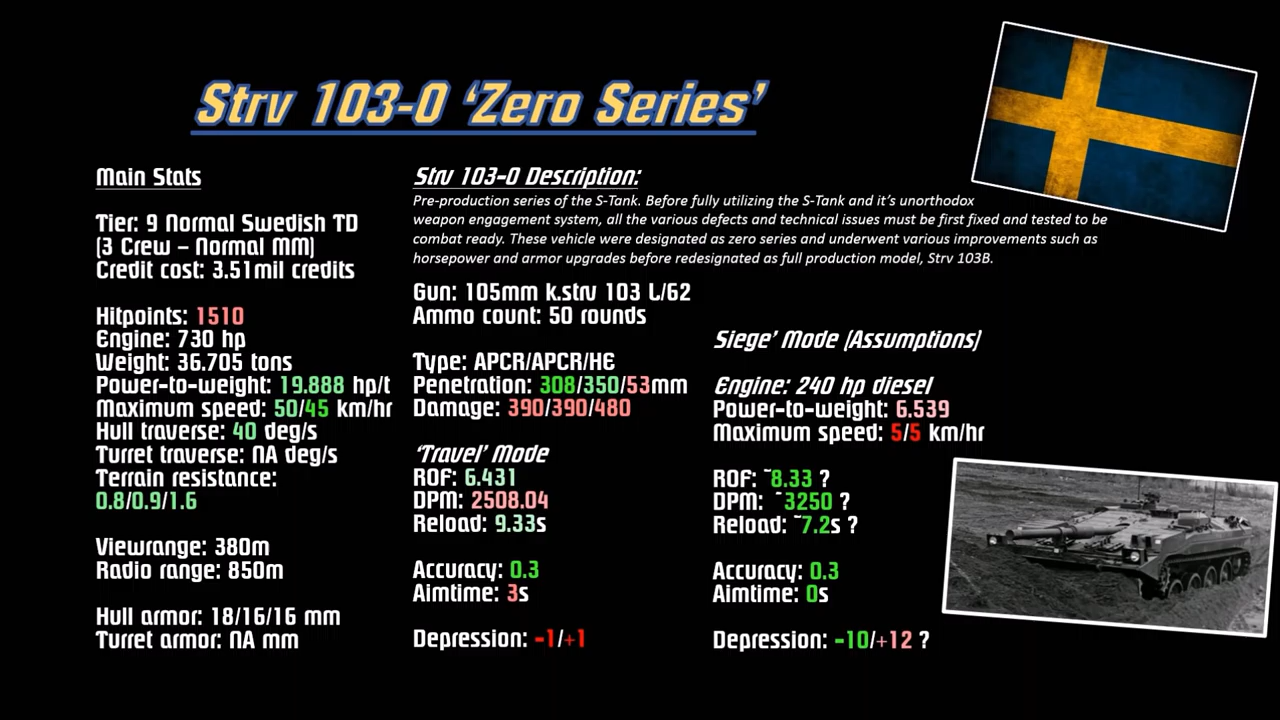 Strv 103-0 ‘Zero Series’
Main Stats
Tier: 9 Normal Swedish TD
(3 Crew – Normal MM)
Credit cost: 3.51mil credits
Hitpoints: 1510
Engine: 730 hp
Weight: 36.705 tons
Power-to-weight: 19.888 hp/t
Maximum speed: 50/45 km/hr
Hull traverse: 40 deg/s
Turret traverse: NA deg/s
Terrain resistance:
0.8/0.9/1.6
Viewrange: 380m
Radio range: 850m
Hull armor: 18/16/16 mm
Turret armor: NA mm
Strv 103-0 Description:
Pre-production series of the S-Tank. Before fully utilizing the S-Tank and it’s unorthodox
weapon engagement system, all the various defects and technical issues must be first fixed and tested to be
combat ready. These vehicle were designated as zero series and underwent various improvements such as
horsepower and armor upgrades before redesignated as full production model, Strv 103B.
Gun: 105mm k.strv 103 L/62
Ammo count: 50 rounds
Type: APCR/APCR/HE
Penetration: 308/350/53mm
Damage: 390/390/480
‘Travel’ Mode
ROF: 6.431
DPM: 2508.04
Reload: 9.33s
Accuracy: 0.3
Aimtime: 3s
Depression: -1/+1
Siege’ Mode (Assumptions)
Engine: 240 hp diesel
Power-to-weight: 6.539
Maximum speed: 5/5 km/hr
ROF: ~8.33 ?
DPM: ~3250 ?
Reload: ~7.2s ?
Accuracy: 0.3
Aimtime: 0s
Depression: -10/+12 ?